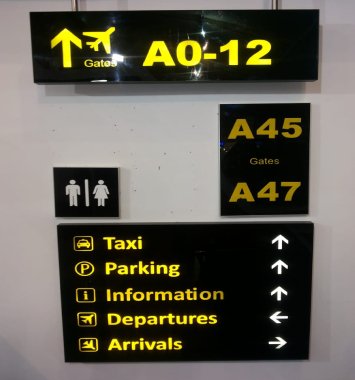 Gates A0-12
A45
Gates
A47
Taxi
P Parking
i Information
Departures
Arrivals